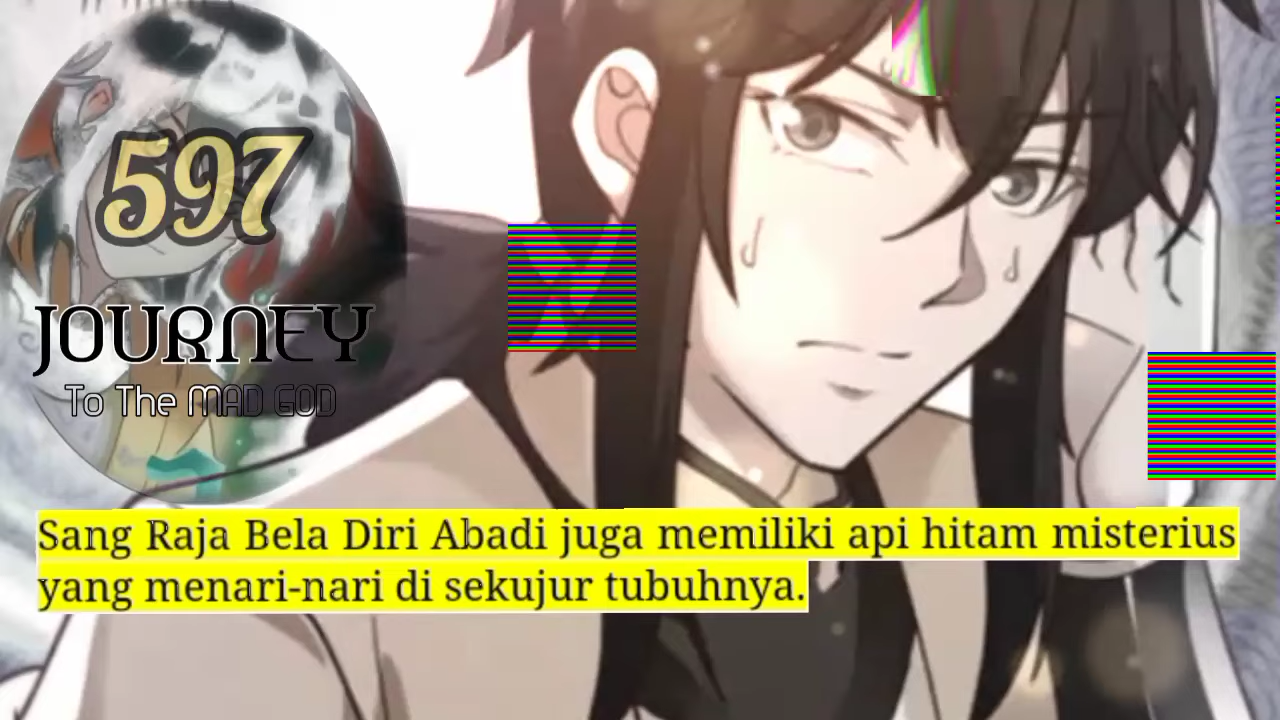 597
JOURNEY
To The MAD GOD
Sang Raja Bela Diri Abadi juga memiliki api hitam misterius
yang menari-nari di sekujur tubuhnya.